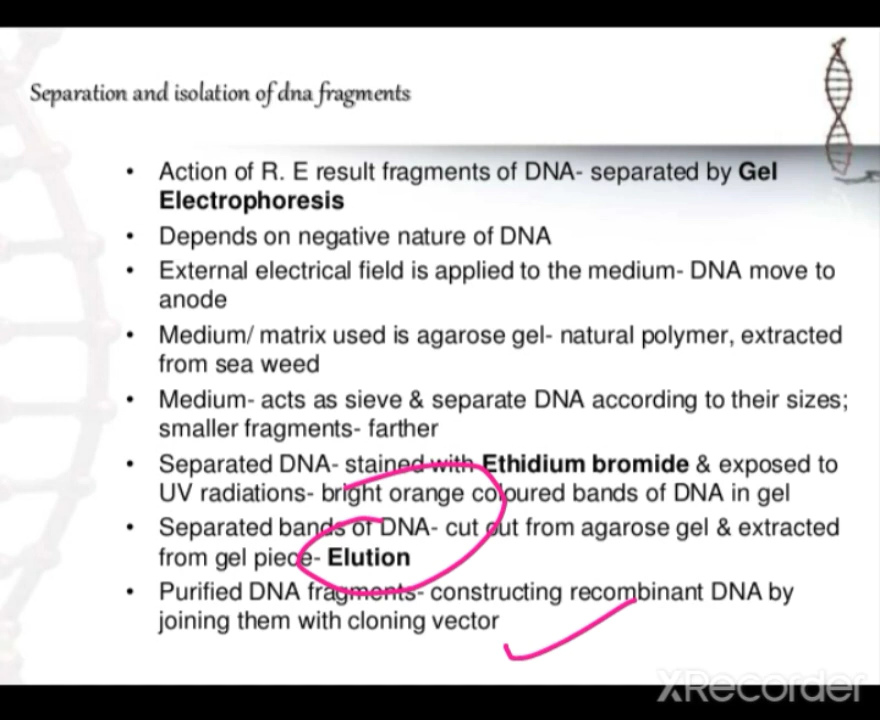 Separation and isolation of dna fragments
• Action of R. E result fragments of DNA- separated by Gel
Electrophoresis
• Depends on negative nature of DNA
• External electrical field is applied to the medium- DNA move to
anode
• Medium/ matrix used is agarose gel- natural polymer, extracted
from sea weed
• Medium- acts as sieve & separate DNA according to their sizes;
smaller fragments- farther
• Separated DNA- stained with Ethidium bromide & exposed to
UV radiations- bright orange coloured bands of DNA in gel
• Separated bands of DNA- cut out from agarose gel & extracted
from gel piece- Elution
• Purified DNA fragments- constructing recombinant DNA by
joining them with cloning vector
XRecorder